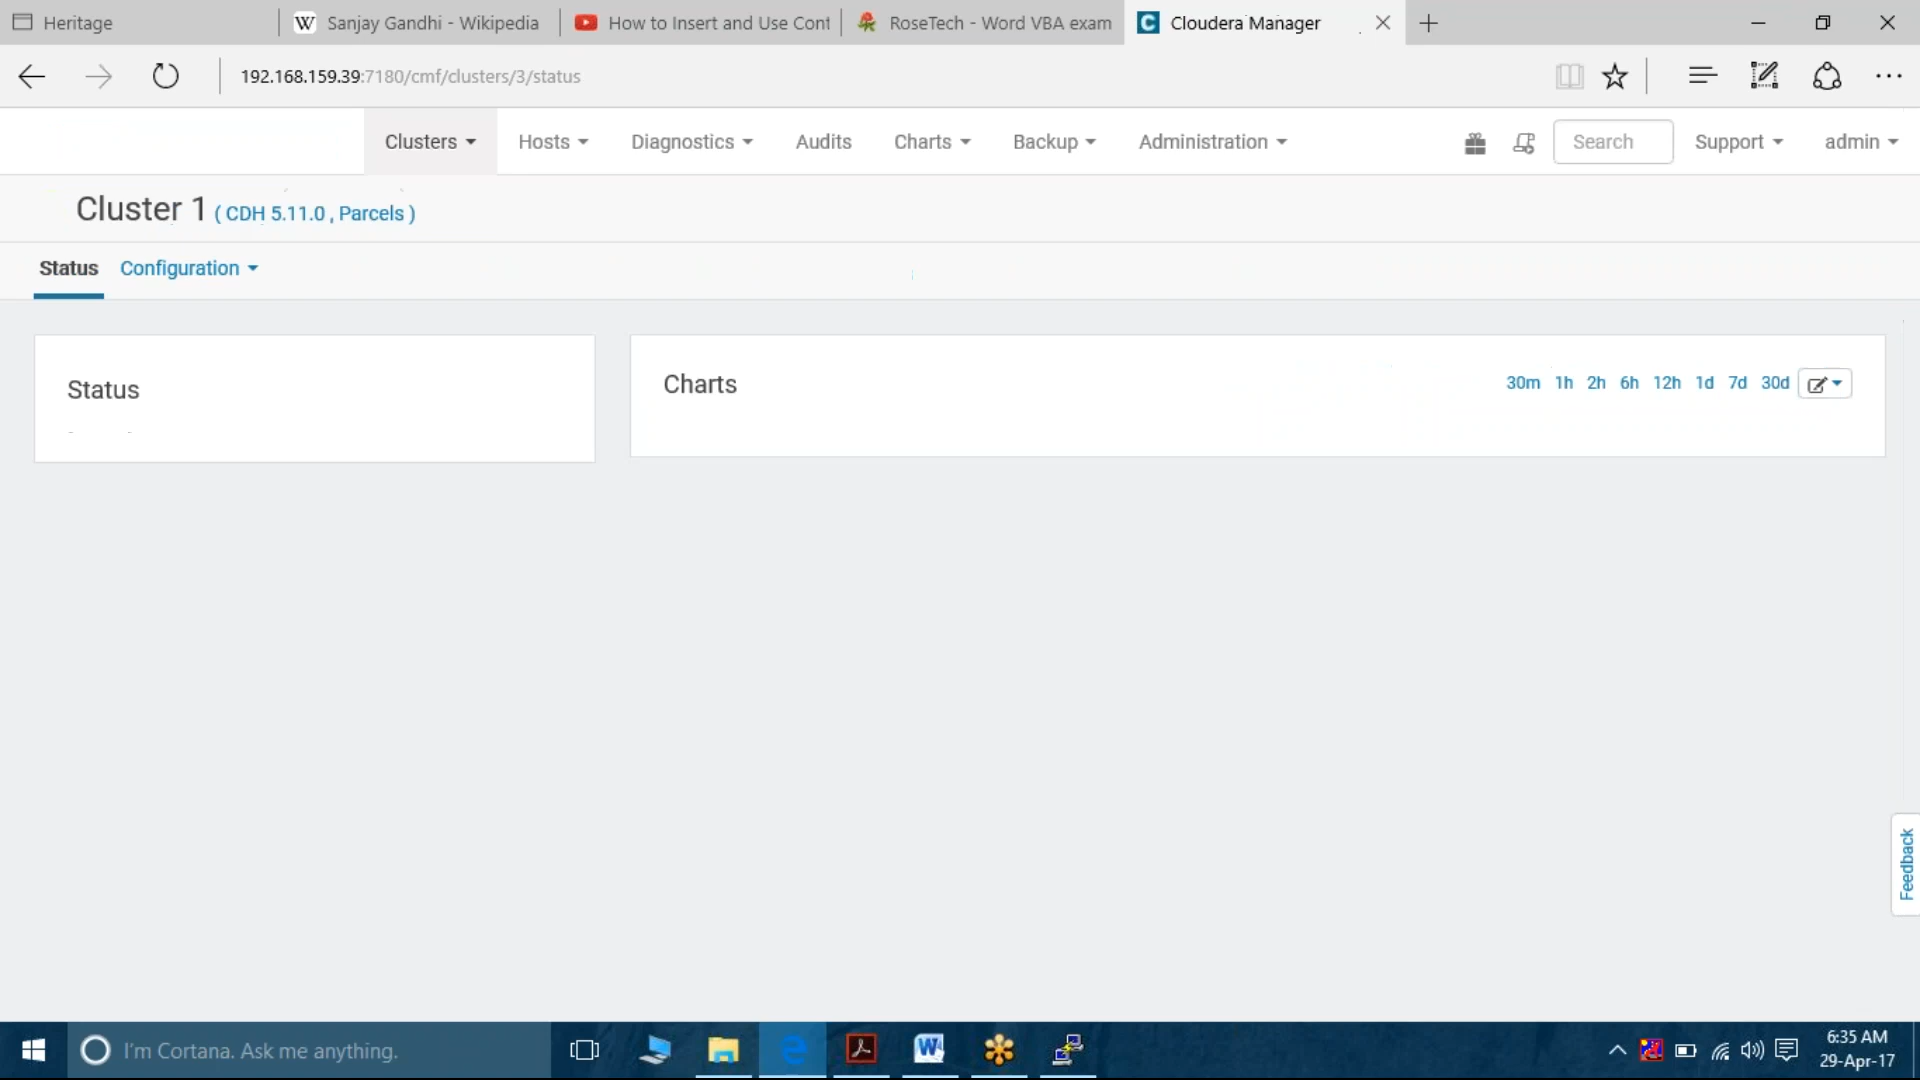 Heritage
W Sanjay Gandhi - Wikipedia
How to Insert and Use Cont
RoseTech - Word VBA exam
C Cloudera Manager
192.168.159.39:7180/cmf/clusters/3/status
Clusters
Hosts
Diagnostics
Audits
Charts
Backup
Administration
Search
Support
admin
Cluster 1 ( CDH 5.11.0 , Parcels )
Status
Configuration
Status
Charts
30m 1h 2h 6h 12h 1d 7d 30d
Feedback
I'm Cortana. Ask me anything.
6:35 AM
29-Apr-17